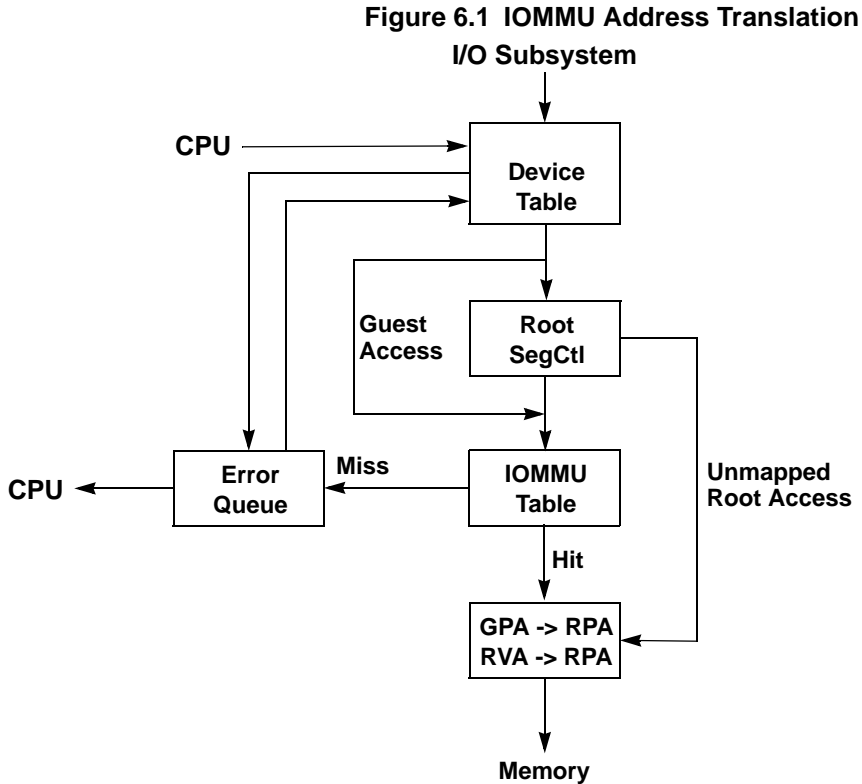 Figure 6.1 IOMMU Address Translation
I/O Subsystem
CPU
Device
Table
Guest
Access
Root
SegCtl
CPU
Error
Queue
Miss
IOMMU
Table
Unmapped
Root Access
Hit
GPA -> RPA
RVA -> RPA
Memory